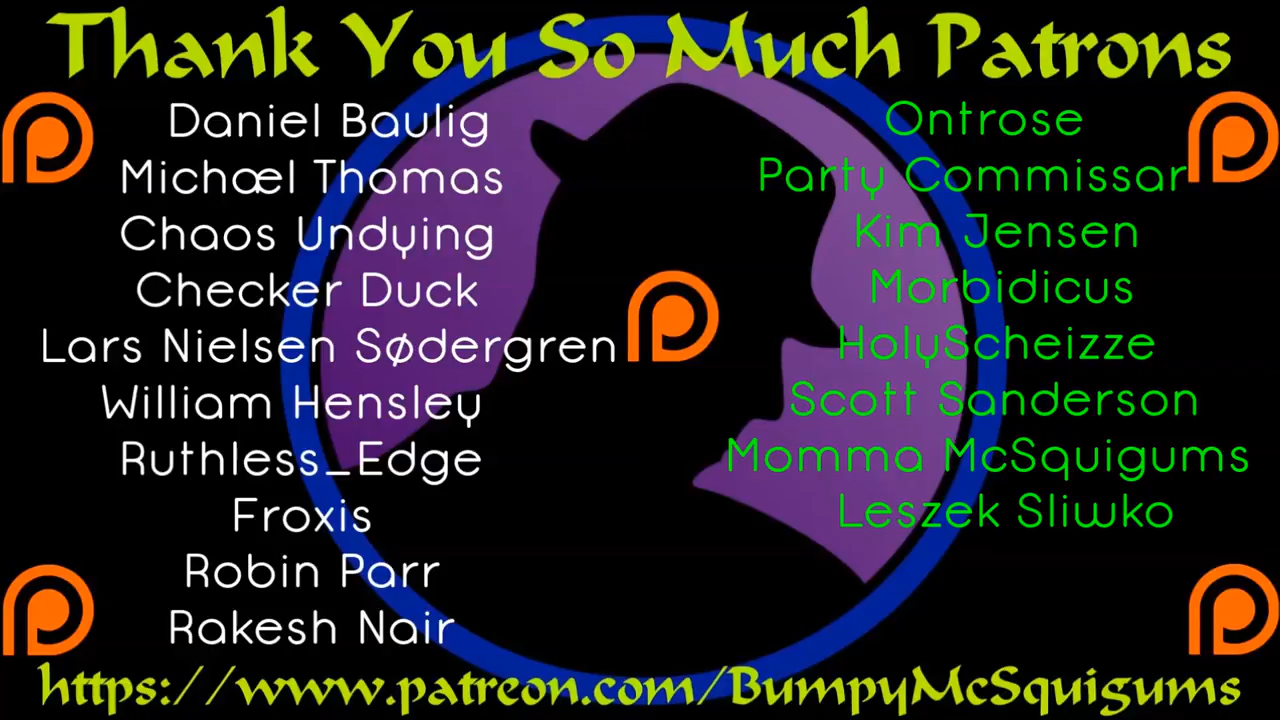 Thank You So Much Patrons
Daniel Baulig
Michael Thomas
Chaos Undying
Checker Duck
Lars Nielsen Sødergren
William Hensley
Ruthless_Edge
Froxis
Robin Parr
Rakesh Nair
Ontrose
Party Commissar
Kim Jensen
Morbidicus
HolyScheizze
Scott Sanderson
Momma McSquigums
Leszek Sliwko
https://www.patreon.com/BumpyMcSquigums